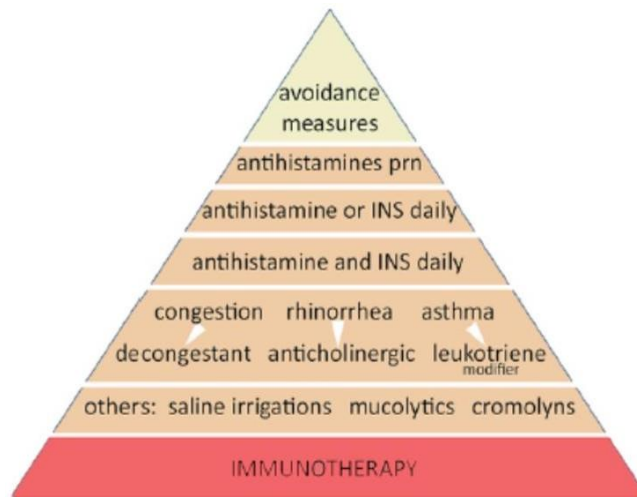 avoidance
measures
antihistamines prn
antihistamine or INS daily
antihistamine and INS daily
congestion rhinorrhea asthma
decongestant anticholinergic leukotriene
modifier
others: saline irrigations mucolytics cromolyns
IMMUNOTHERAPY